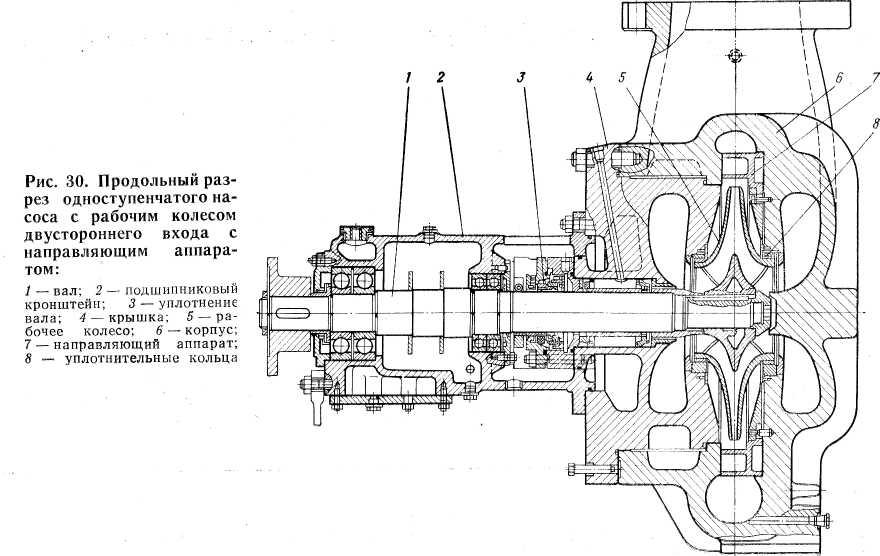 1 2 3 4 5 6 7
8
Рис. 30. Продольный раз-
рез одноступенчатого на-
соса с рабочим колесом
двустороннего входа с
направляющим аппара-
том:
1 — вал; 2 — подшипниковый
кронштейн; 3 — уплотнение
вала; 4 — крышка; 5 — ра-
бочее колесо; 6 — корпус;
7 — направляющий аппарат;
8 — уплотнительные кольца